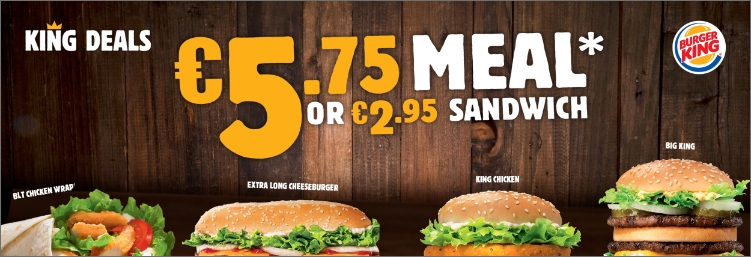 KING DEALS
€5.75 MEAL*
OR €2.95 SANDWICH
BURGER
KING
BLT CHICKEN WRAP
EXTRA LONG CHEESEBURGER
KING CHICKEN
BIG KING